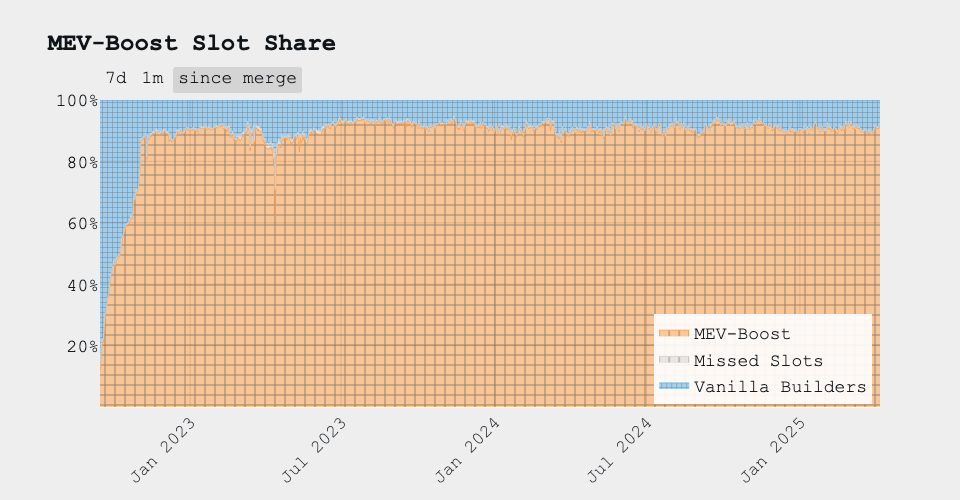 MEV-Boost Slot Share
7d 1m since merge
100%
80%
60%
40%
20%
MEV-Boost
Missed Slots
Vanilla Builders
Jan 2023
Jul 2023
Jan 2024
Jul 2024
Jan 2025